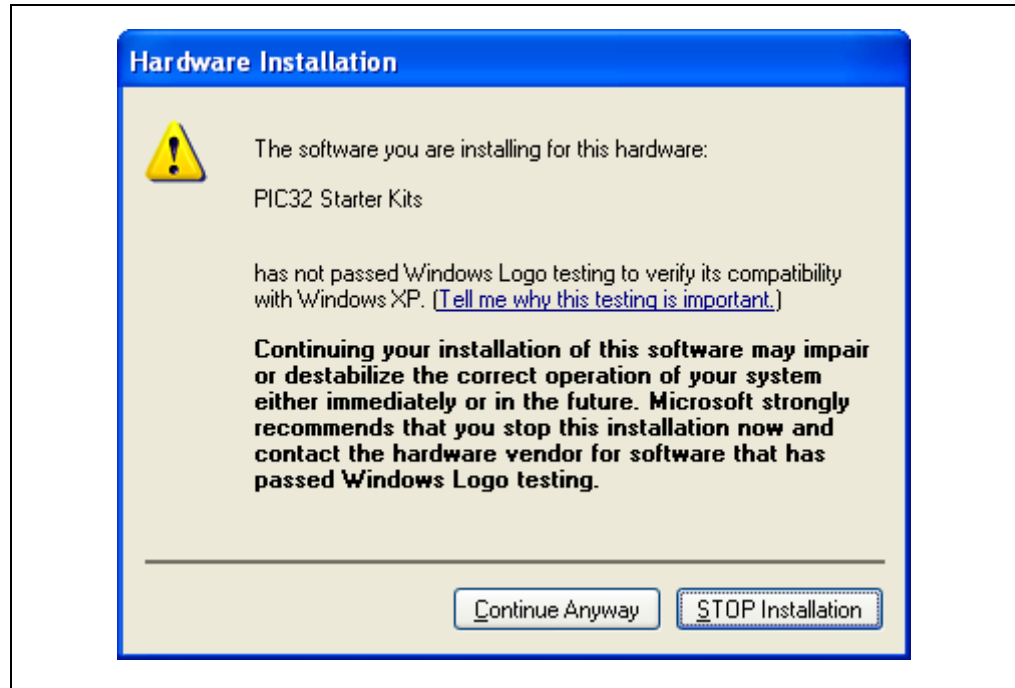 Hardware Installation
The software you are installing for this hardware:
PIC32 Starter Kits
has not passed Windows Logo testing to verify its compatibility
with Windows XP. (Tell me why this testing is important.)
Continuing your installation of this software may impair
or destabilize the correct operation of your system
either immediately or in the future. Microsoft strongly
recommends that you stop this installation now and
contact the hardware vendor for software that has
passed Windows Logo testing.
Continue Anyway
STOP Installation